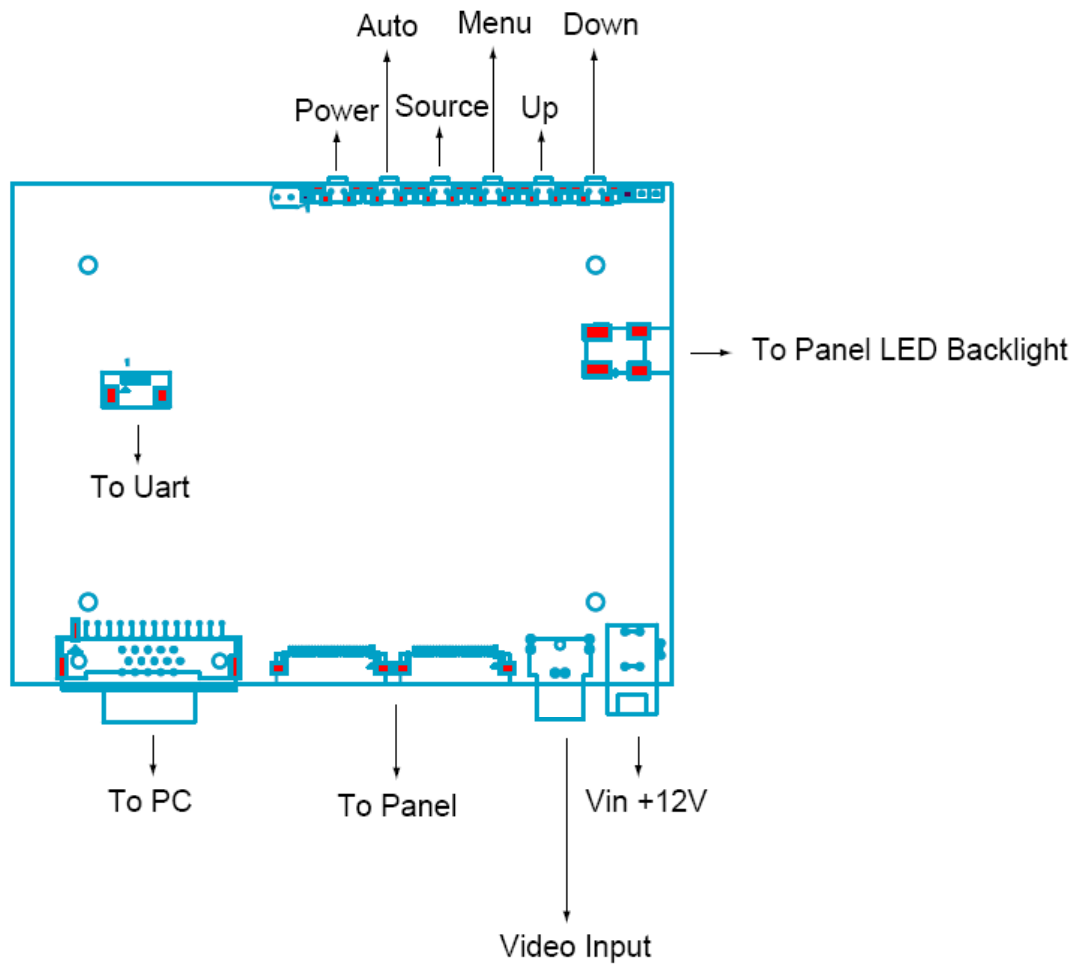 Auto Menu Down
Power Source Up
To Panel LED Backlight
To Uart
To PC
To Panel
Vin +12V
Video Input